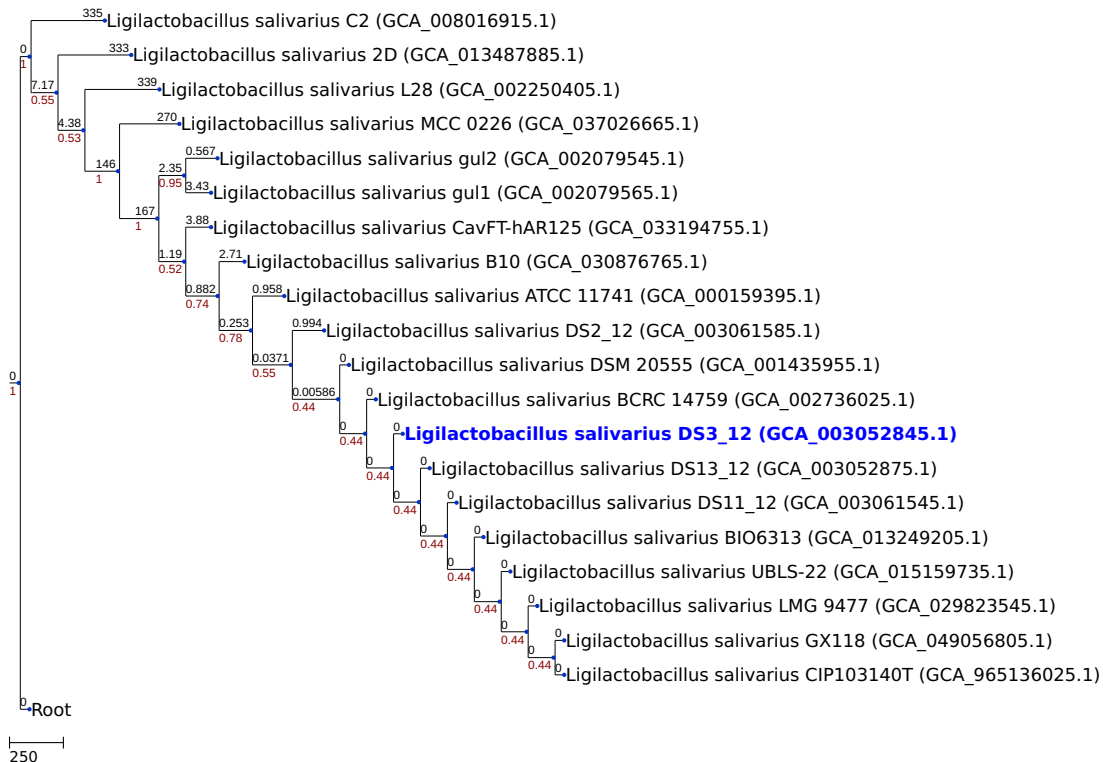 335 Ligilactobacillus salivarius C2 (GCA_008016915.1)
0
1
333 Ligilactobacillus salivarius 2D (GCA_013487885.1)
7.17
0.55
339 Ligilactobacillus salivarius L28 (GCA_002250405.1)
4.38
0.53
270 Ligilactobacillus salivarius MCC 0226 (GCA_037026665.1)
0.567 Ligilactobacillus salivarius gul2 (GCA_002079545.1)
146
2.35
1
0.95
3.43 Ligilactobacillus salivarius gul1 (GCA_002079565.1)
167
1
3.88 Ligilactobacillus salivarius CavFT-hAR125 (GCA_033194755.1)
1.19
0.52
2.71 Ligilactobacillus salivarius B10 (GCA_030876765.1)
0.882
0.74
0.958 Ligilactobacillus salivarius ATCC 11741 (GCA_000159395.1)
0.253
0.78
0.994 Ligilactobacillus salivarius DS2_12 (GCA_003061585.1)
0.0371
0.55
0 Ligilactobacillus salivarius DSM 20555 (GCA_001435955.1)
0
1
0.00586
0.44
0 Ligilactobacillus salivarius BCRC 14759 (GCA_002736025.1)
0
0.44
0 Ligilactobacillus salivarius DS3_12 (GCA_003052845.1)
0
0.44
0 Ligilactobacillus salivarius DS13_12 (GCA_003052875.1)
0
0.44
0 Ligilactobacillus salivarius DS11_12 (GCA_003061545.1)
0
0.44
0 Ligilactobacillus salivarius BIO6313 (GCA_013249205.1)
0
0.44
0 Ligilactobacillus salivarius UBLS-22 (GCA_015159735.1)
0
0.44
0 Ligilactobacillus salivarius LMG 9477 (GCA_029823545.1)
0
0.44
0 Ligilactobacillus salivarius GX118 (GCA_049056805.1)
0
0.44
0 Ligilactobacillus salivarius CIP103140T (GCA_965136025.1)
0 Root
250